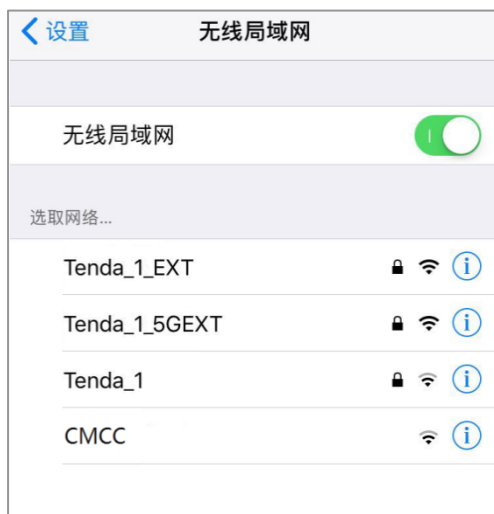 设置 无线局域网
无线局域网
选取网络...
Tenda_1_EXT
Tenda_1_5GEXT
Tenda_1
CMCC